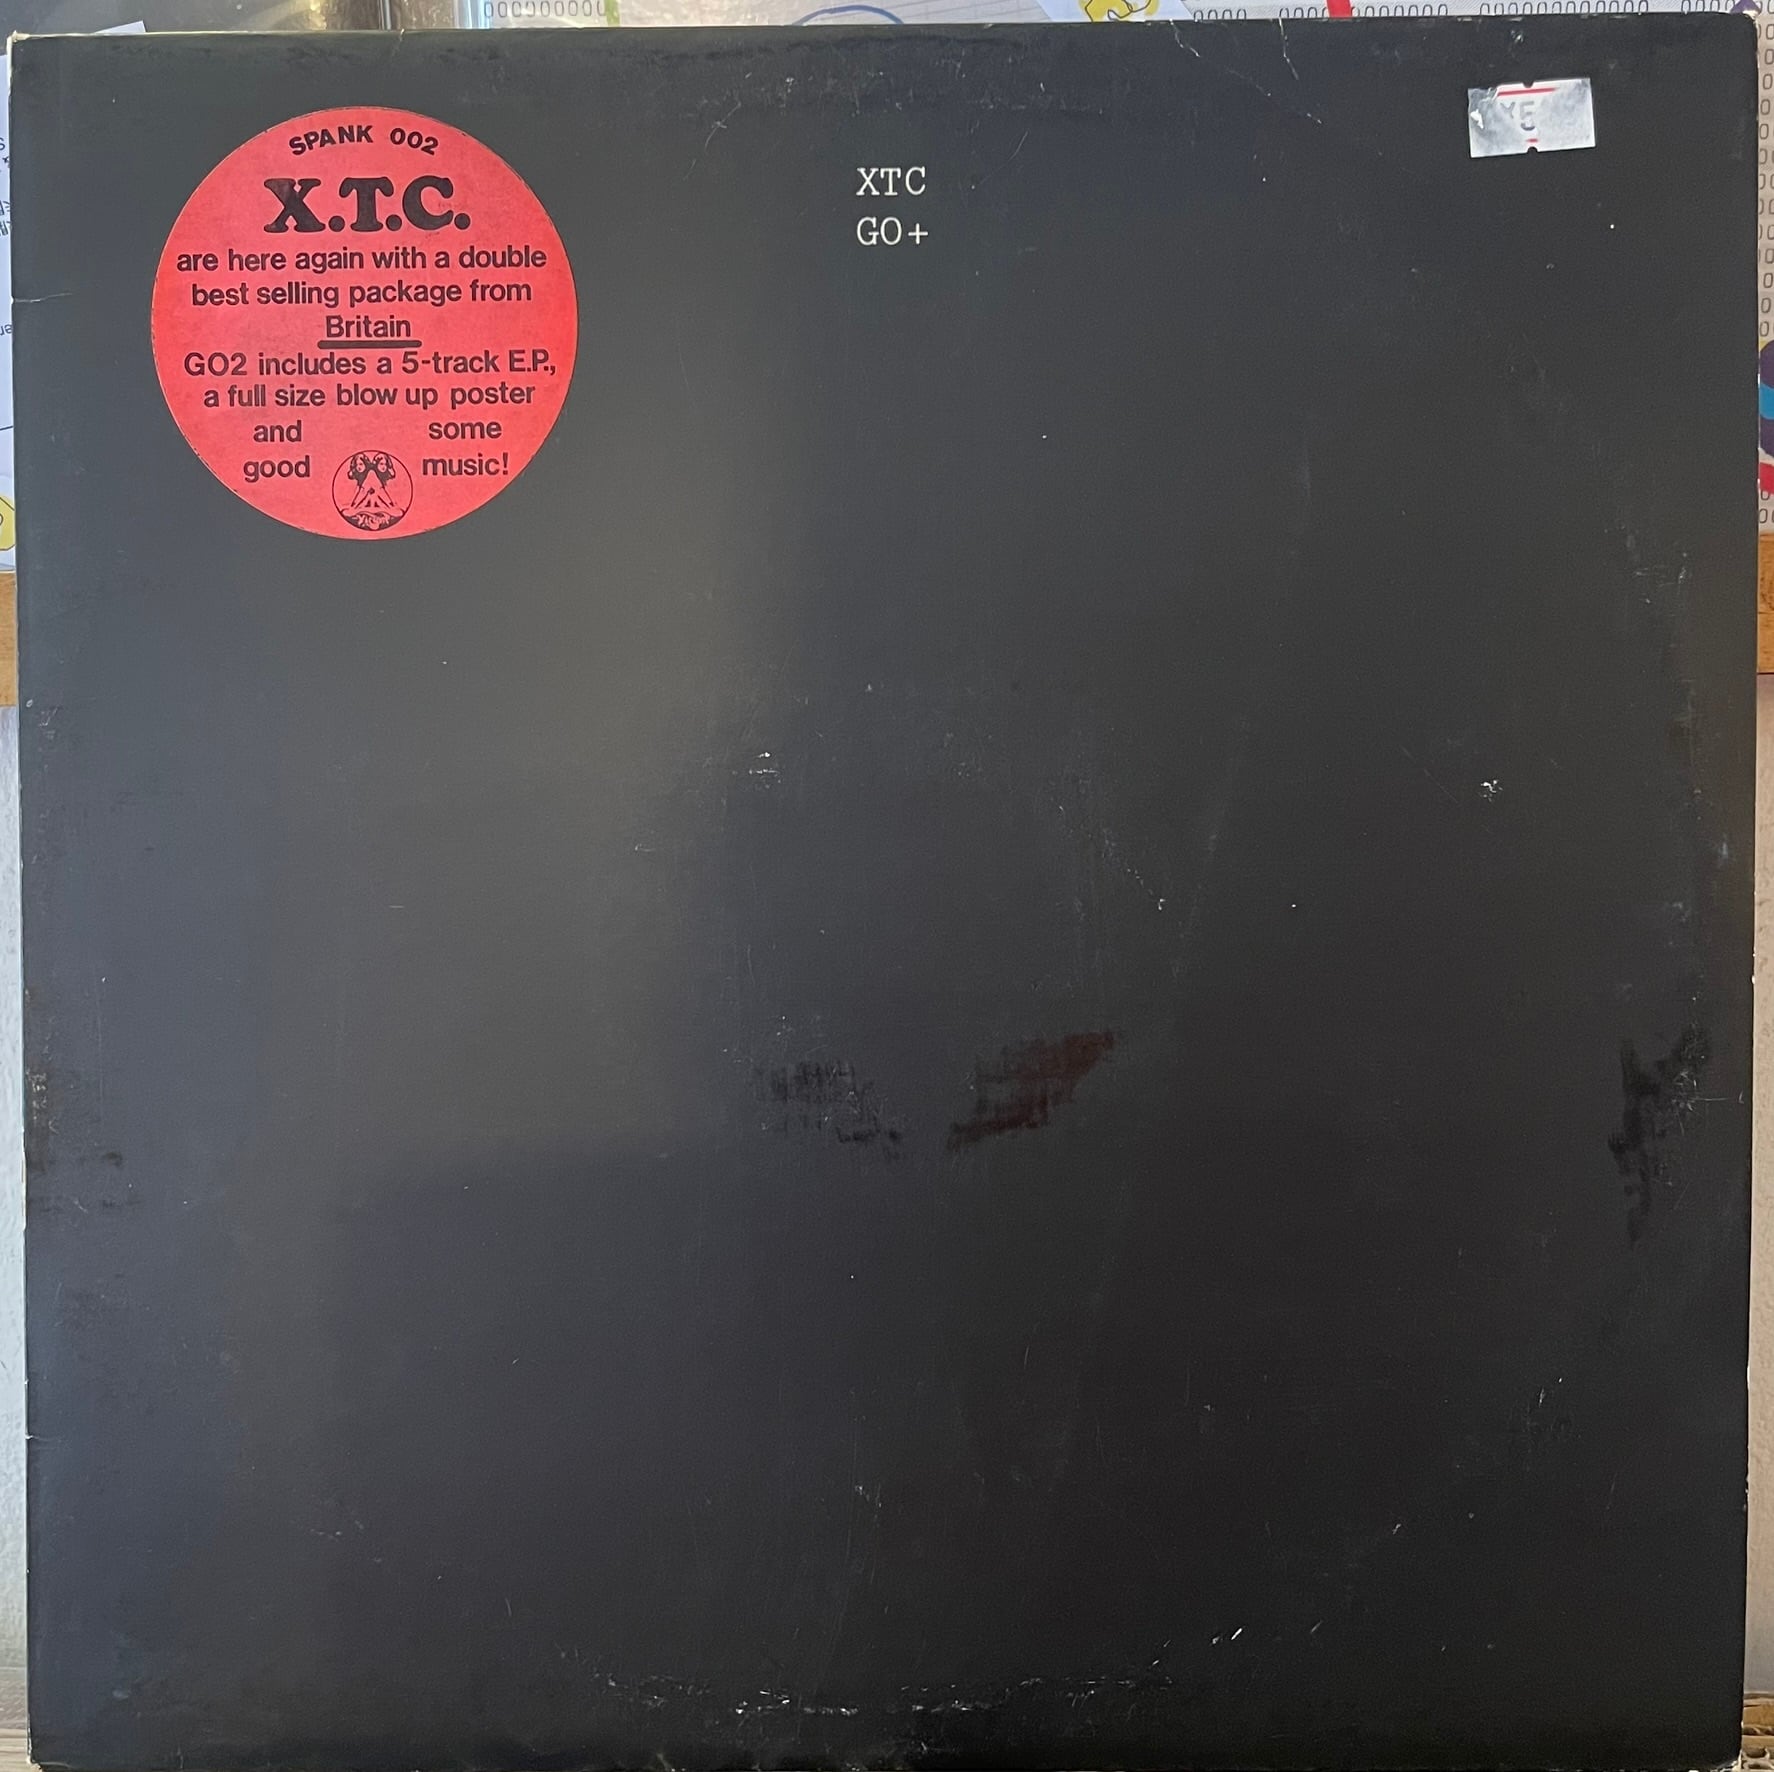 SPANK 002
X.T.C.
are here again with a double
best selling package from
Britain
GO2 includes a 5-track E.P.,
a full size blow up poster
and some
good music!
XTC
GO+